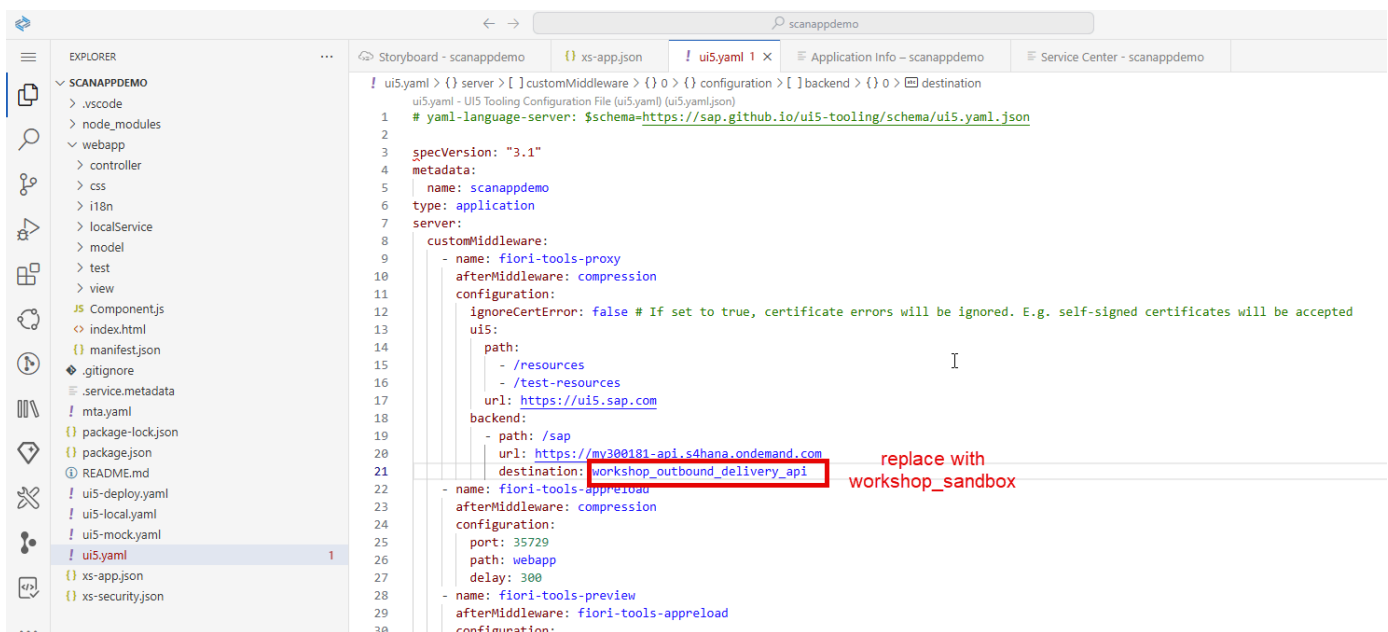 scanappdemo
EXPLORER
SCANAPPDEMO
.vscode
node_modules
webapp
controller
css
i18n
localService
model
test
view
JS Component.js
<> index.html
{} manifest.json
.gitignore
.service.metadata
! mta.yaml
{} package-lock.json
{} package.json
README.md
! ui5-deploy.yaml
! ui5-local.yaml
! ui5-mock.yaml
! ui5.yaml 1
{} xs-app.json
{} xs-security.json
Storyboard - scanappdemo
{} xs-app.json
! ui5.yaml 1
Application Info – scanappdemo
Service Center - scanappdemo
! ui5.yaml > {} server > [ ] customMiddleware > {} 0 > {} configuration > [ ] backend > {} 0 > abc destination
ui5.yaml - UI5 Tooling Configuration File (ui5.yaml) (ui5.yaml.json)
1 # yaml-language-server: $schema=https://sap.github.io/ui5-tooling/schema/ui5.yaml.json
2
3 specVersion: "3.1"
4 metadata:
5 name: scanappdemo
6 type: application
7 server:
8 customMiddleware:
9 - name: fiori-tools-proxy
10 afterMiddleware: compression
11 configuration:
12 ignoreCertError: false # If set to true, certificate errors will be ignored. E.g. self-signed certificates will be accepted
13 ui5:
14 path:
15 - /resources
16 - /test-resources
17 url: https://ui5.sap.com
18 backend:
19 - path: /sap
20 url: https://my300181-api.s4hana.ondemand.com
21 destination: workshop_outbound_delivery_api
replace with
workshop_sandbox
22 - name: fiori-tools-appreload
23 afterMiddleware: compression
24 configuration:
25 port: 35729
26 path: webapp
27 delay: 300
28 - name: fiori-tools-preview
29 afterMiddleware: fiori-tools-appreload
30 configuration: